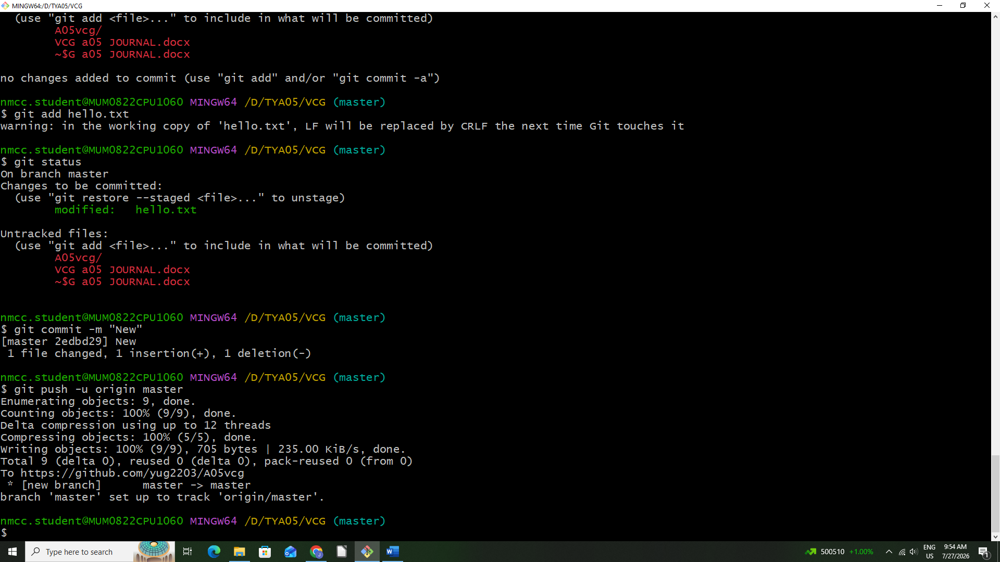 MINGW64:/D/TYA05/VCG
  (use "git add <file>..." to include in what will be committed)
        A05vcg/
        VCG a05 JOURNAL.docx
        ~$G a05 JOURNAL.docx
no changes added to commit (use "git add" and/or "git commit -a")
nmcc.student@MUM0822CPU1060 MINGW64 /D/TYA05/VCG (master)
$ git add hello.txt
warning: in the working copy of 'hello.txt', LF will be replaced by CRLF the next time Git touches it
nmcc.student@MUM0822CPU1060 MINGW64 /D/TYA05/VCG (master)
$ git status
On branch master
Changes to be committed:
  (use "git restore --staged <file>..." to unstage)
        modified:   hello.txt
Untracked files:
  (use "git add <file>..." to include in what will be committed)
        A05vcg/
        VCG a05 JOURNAL.docx
        ~$G a05 JOURNAL.docx
nmcc.student@MUM0822CPU1060 MINGW64 /D/TYA05/VCG (master)
$ git commit -m "New"
[master 2edbd29] New
 1 file changed, 1 insertion(+), 1 deletion(-)
nmcc.student@MUM0822CPU1060 MINGW64 /D/TYA05/VCG (master)
$ git push -u origin master
Enumerating objects: 9, done.
Counting objects: 100% (9/9), done.
Delta compression using up to 12 threads
Compressing objects: 100% (5/5), done.
Writing objects: 100% (9/9), 705 bytes | 235.00 KiB/s, done.
Total 9 (delta 0), reused 0 (delta 0), pack-reused 0 (from 0)
To https://github.com/yug2203/A05vcg
 * [new branch]      master -> master
branch 'master' set up to track 'origin/master'.
nmcc.student@MUM0822CPU1060 MINGW64 /D/TYA05/VCG (master)
$
Type here to search
500510 +1.00%
ENG
US
9:54 AM
7/27/2026
1